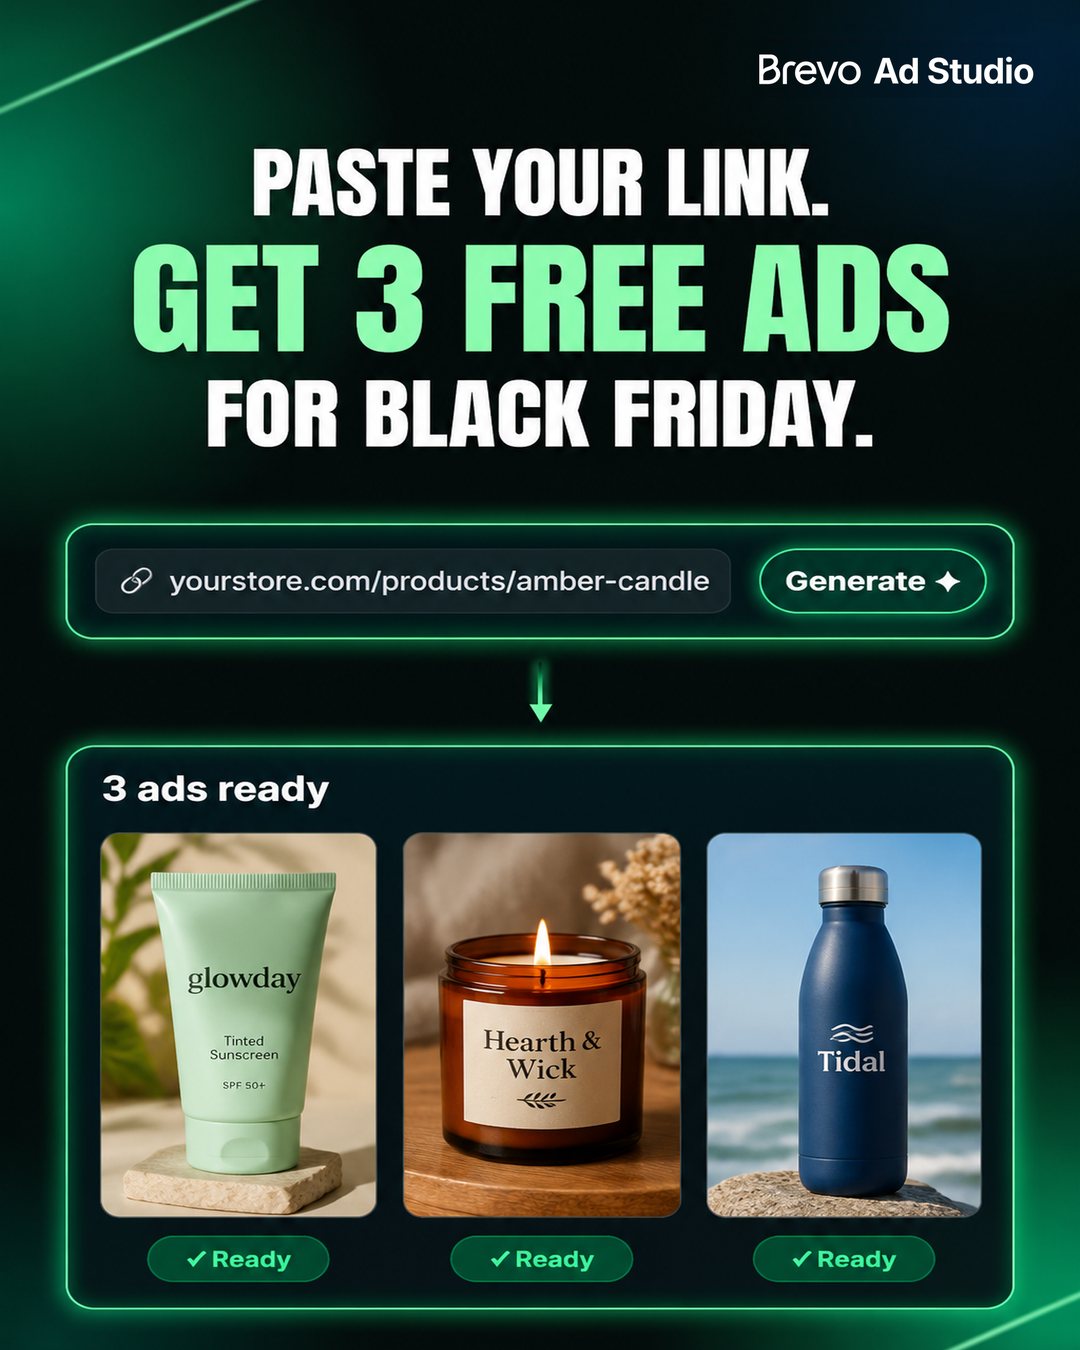 Brevo Ad Studio
PASTE YOUR LINK.
GET 3 FREE ADS
FOR BLACK FRIDAY.
yourstore.com/products/amber-candle
Generate
3 ads ready
glowday
Tinted
Sunscreen
SPF 50+
Hearth &
Wick
Tidal
✓ Ready
✓ Ready
✓ Ready